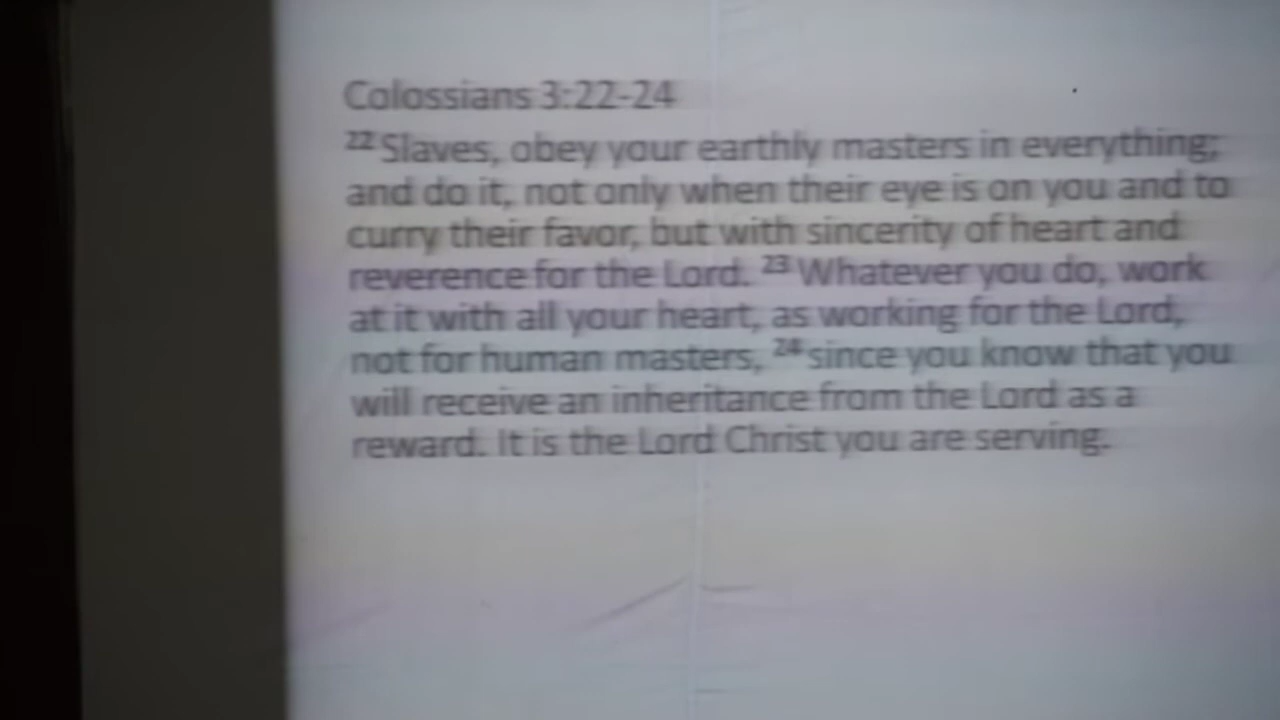 Colossians 3:22-24
22 Slaves, obey your earthly masters in everything;
and do it, not only when their eye is on you and to
curry their favor, but with sincerity of heart and
reverence for the Lord. 23 Whatever you do, work
at it with all your heart, as working for the Lord,
not for human masters, 24 since you know that you
will receive an inheritance from the Lord as a
reward. It is the Lord Christ you are serving.